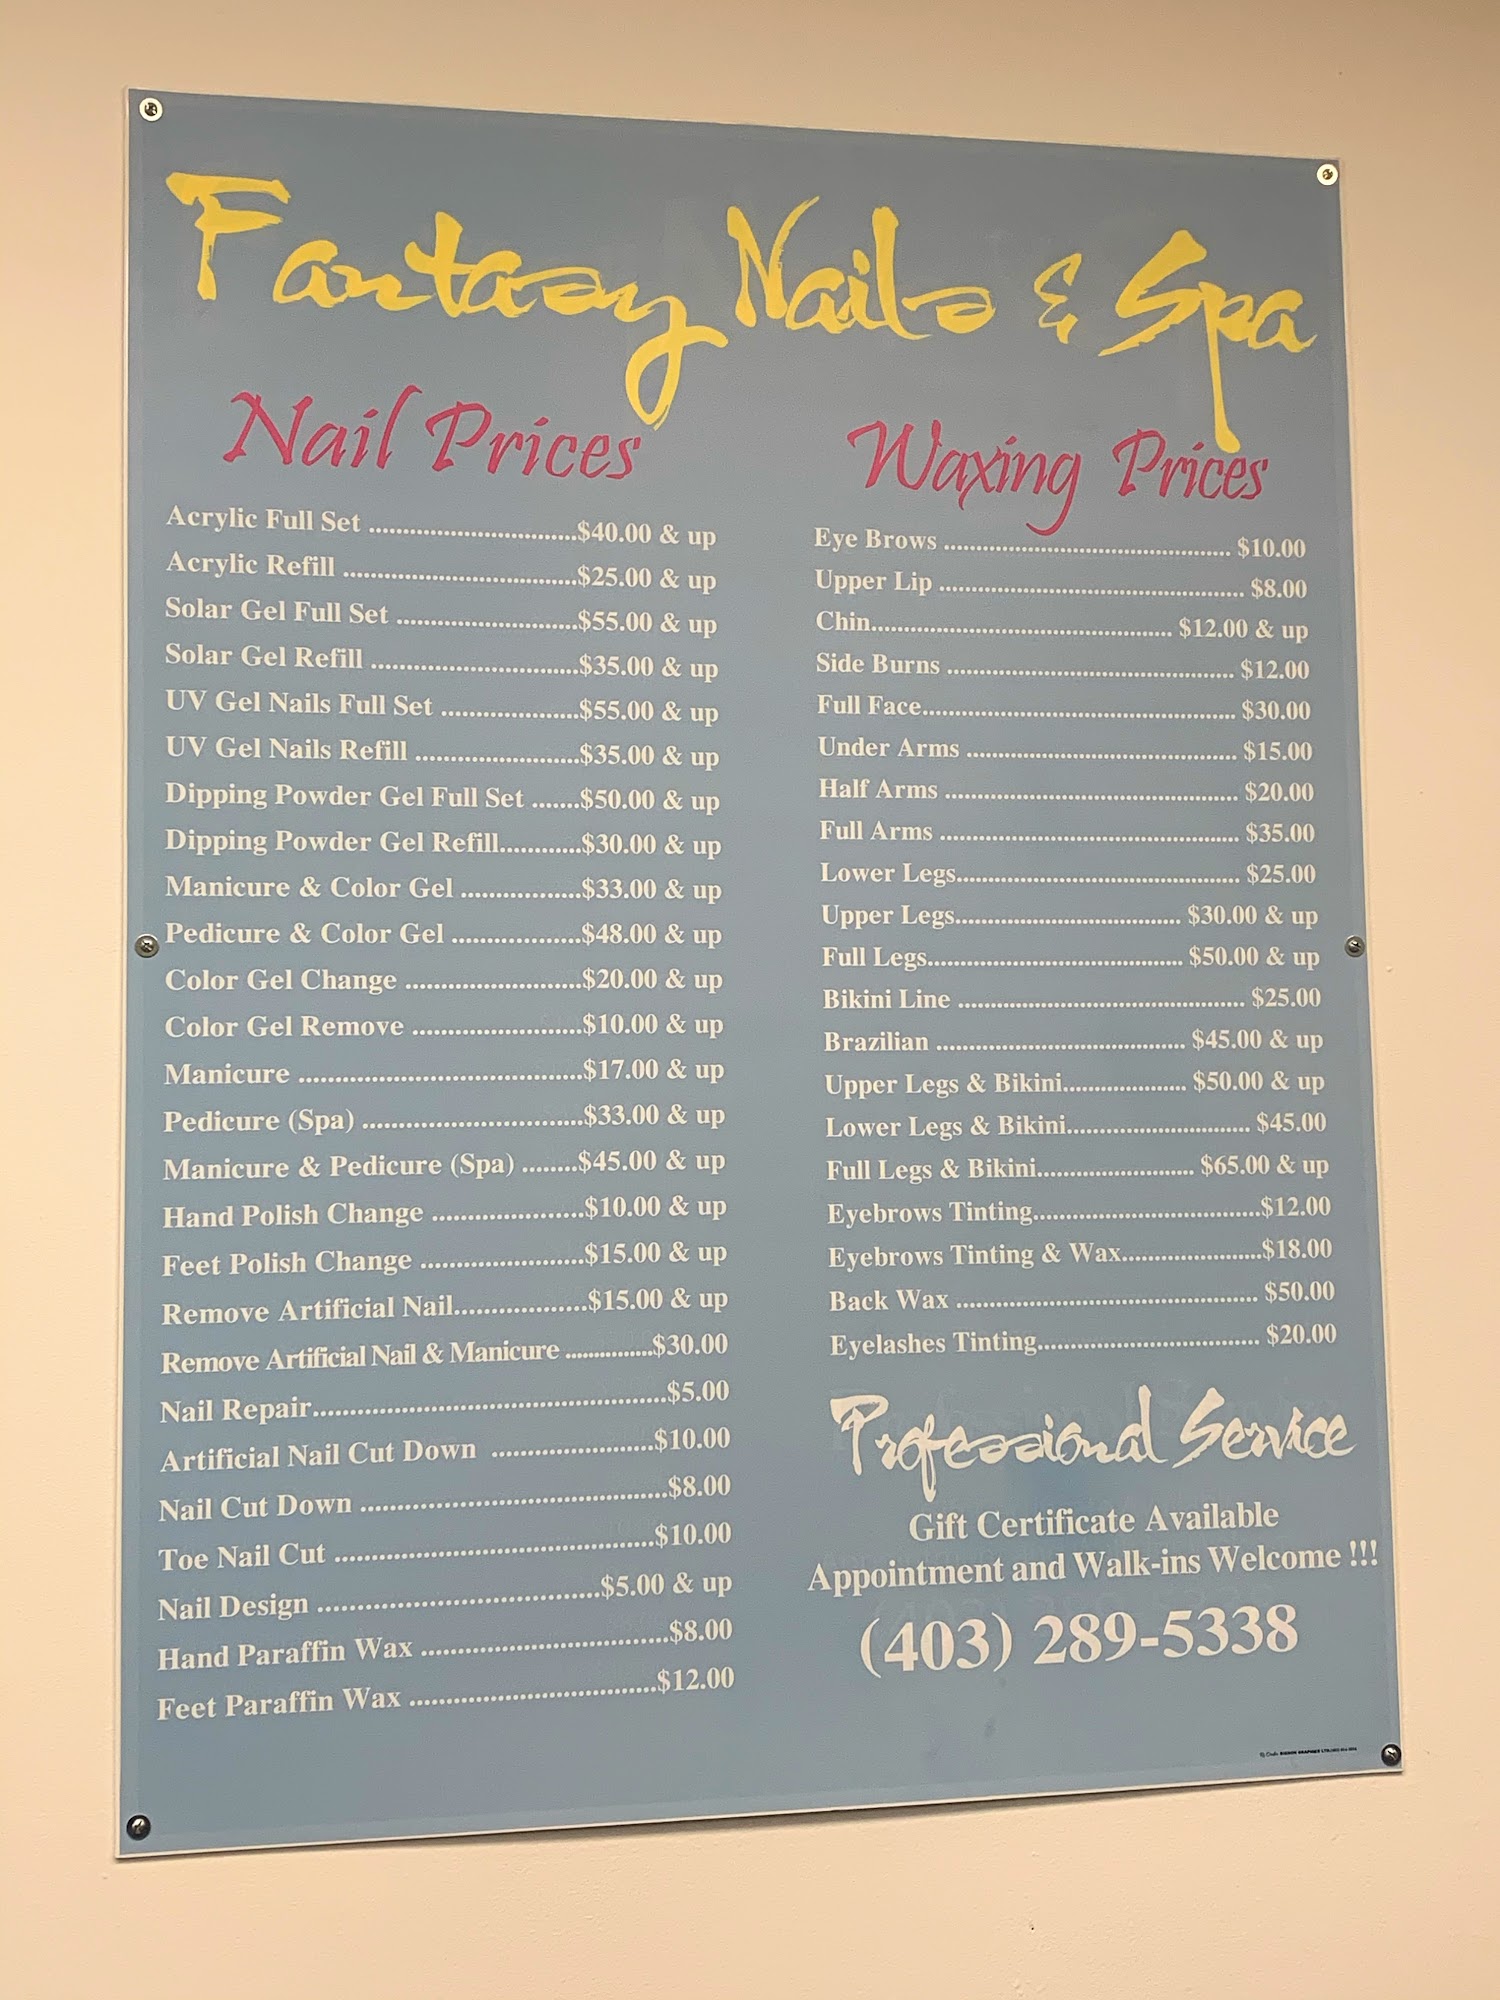 Fantasy Nails & Spa
Nail Prices
Acrylic Full Set ..............................$40.00 & up
Acrylic Refill ..................................$25.00 & up
Solar Gel Full Set ..........................$55.00 & up
Solar Gel Refill ..............................$35.00 & up
UV Gel Nails Full Set ....................$55.00 & up
UV Gel Nails Refill ........................$35.00 & up
Dipping Powder Gel Full Set .......$50.00 & up
Dipping Powder Gel Refill............$30.00 & up
Manicure & Color Gel .................$33.00 & up
Pedicure & Color Gel ...................$48.00 & up
Color Gel Change .........................$20.00 & up
Color Gel Remove ........................$10.00 & up
Manicure ........................................$17.00 & up
Pedicure (Spa) ...............................$33.00 & up
Manicure & Pedicure (Spa) ........$45.00 & up
Hand Polish Change ......................$10.00 & up
Feet Polish Change .......................$15.00 & up
Remove Artificial Nail...................$15.00 & up
Remove Artificial Nail & Manicure ...............$30.00
Nail Repair..................................................$5.00
Artificial Nail Cut Down .......................$10.00
Nail Cut Down ...........................................$8.00
Toe Nail Cut .............................................$10.00
Nail Design ........................................$5.00 & up
Hand Paraffin Wax ...................................$8.00
Feet Paraffin Wax ...................................$12.00
Waxing Prices
Eye Brows ......................................... $10.00
Upper Lip ............................................ $8.00
Chin........................................... $12.00 & up
Side Burns ......................................... $12.00
Full Face............................................. $30.00
Under Arms ....................................... $15.00
Half Arms .......................................... $20.00
Full Arms ........................................... $35.00
Lower Legs......................................... $25.00
Upper Legs................................ $30.00 & up
Full Legs.................................... $50.00 & up
Bikini Line ......................................... $25.00
Brazilian ................................... $45.00 & up
Upper Legs & Bikini.................. $50.00 & up
Lower Legs & Bikini.......................... $45.00
Full Legs & Bikini...................... $65.00 & up
Eyebrows Tinting................................$12.00
Eyebrows Tinting & Wax....................$18.00
Back Wax .......................................... $50.00
Eyelashes Tinting............................... $20.00
Professional Service
Gift Certificate Available
Appointment and Walk-ins Welcome !!!
(403) 289-5338